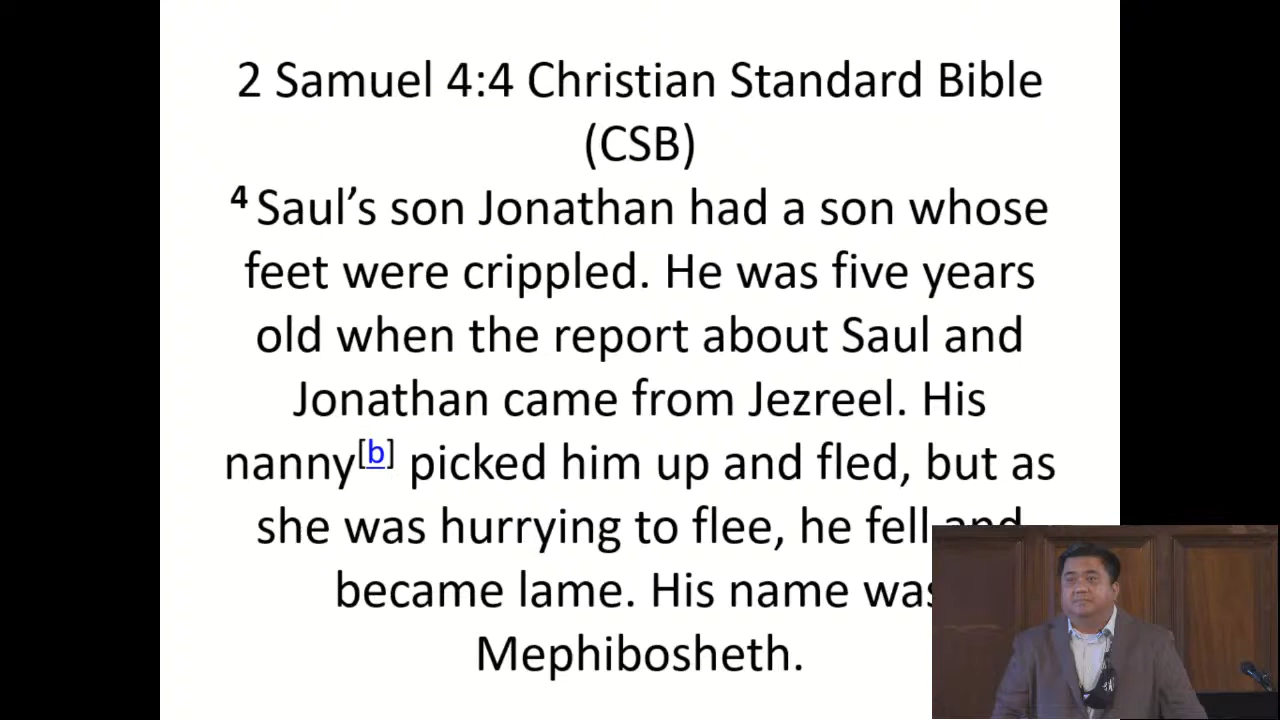 2 Samuel 4:4 Christian Standard Bible
(CSB)
4 Saul’s son Jonathan had a son whose
feet were crippled. He was five years
old when the report about Saul and
Jonathan came from Jezreel. His
nanny[b] picked him up and fled, but as
she was hurrying to flee, he fell and
became lame. His name was
Mephibosheth.